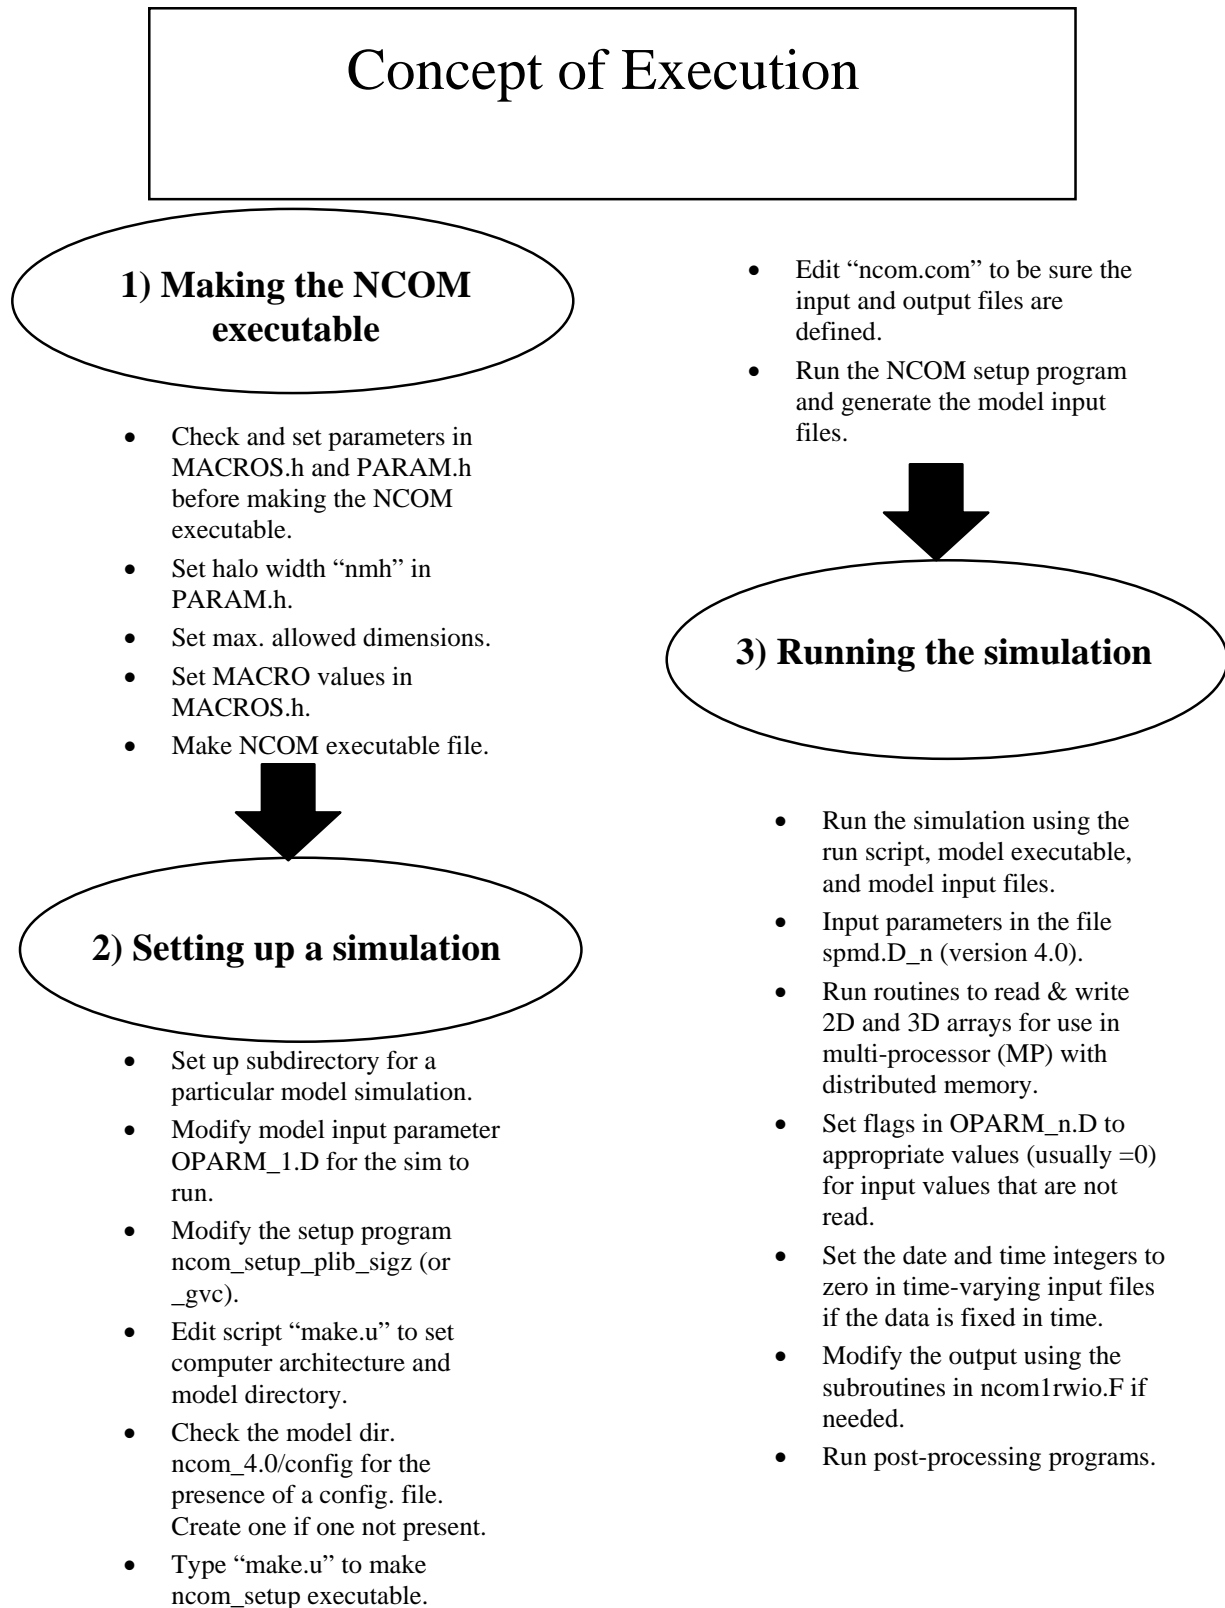 Concept of Execution
1) Making the NCOM
executable
• Check and set parameters in
MACROS.h and PARAM.h
before making the NCOM
executable.
• Set halo width “nmh” in
PARAM.h.
• Set max. allowed dimensions.
• Set MACRO values in
MACROS.h.
• Make NCOM executable file.
2) Setting up a simulation
• Set up subdirectory for a
particular model simulation.
• Modify model input parameter
OPARM_1.D for the sim to
run.
• Modify the setup program
ncom_setup_plib_sigz (or
_gvc).
• Edit script “make.u” to set
computer architecture and
model directory.
• Check the model dir.
ncom_4.0/config for the
presence of a config. file.
Create one if one not present.
• Type “make.u” to make
ncom_setup executable.
• Edit “ncom.com” to be sure the
input and output files are
defined.
• Run the NCOM setup program
and generate the model input
files.
3) Running the simulation
• Run the simulation using the
run script, model executable,
and model input files.
• Input parameters in the file
spmd.D_n (version 4.0).
• Run routines to read & write
2D and 3D arrays for use in
multi-processor (MP) with
distributed memory.
• Set flags in OPARM_n.D to
appropriate values (usually =0)
for input values that are not
read.
• Set the date and time integers to
zero in time-varying input files
if the data is fixed in time.
• Modify the output using the
subroutines in ncom1rwio.F if
needed.
• Run post-processing programs.